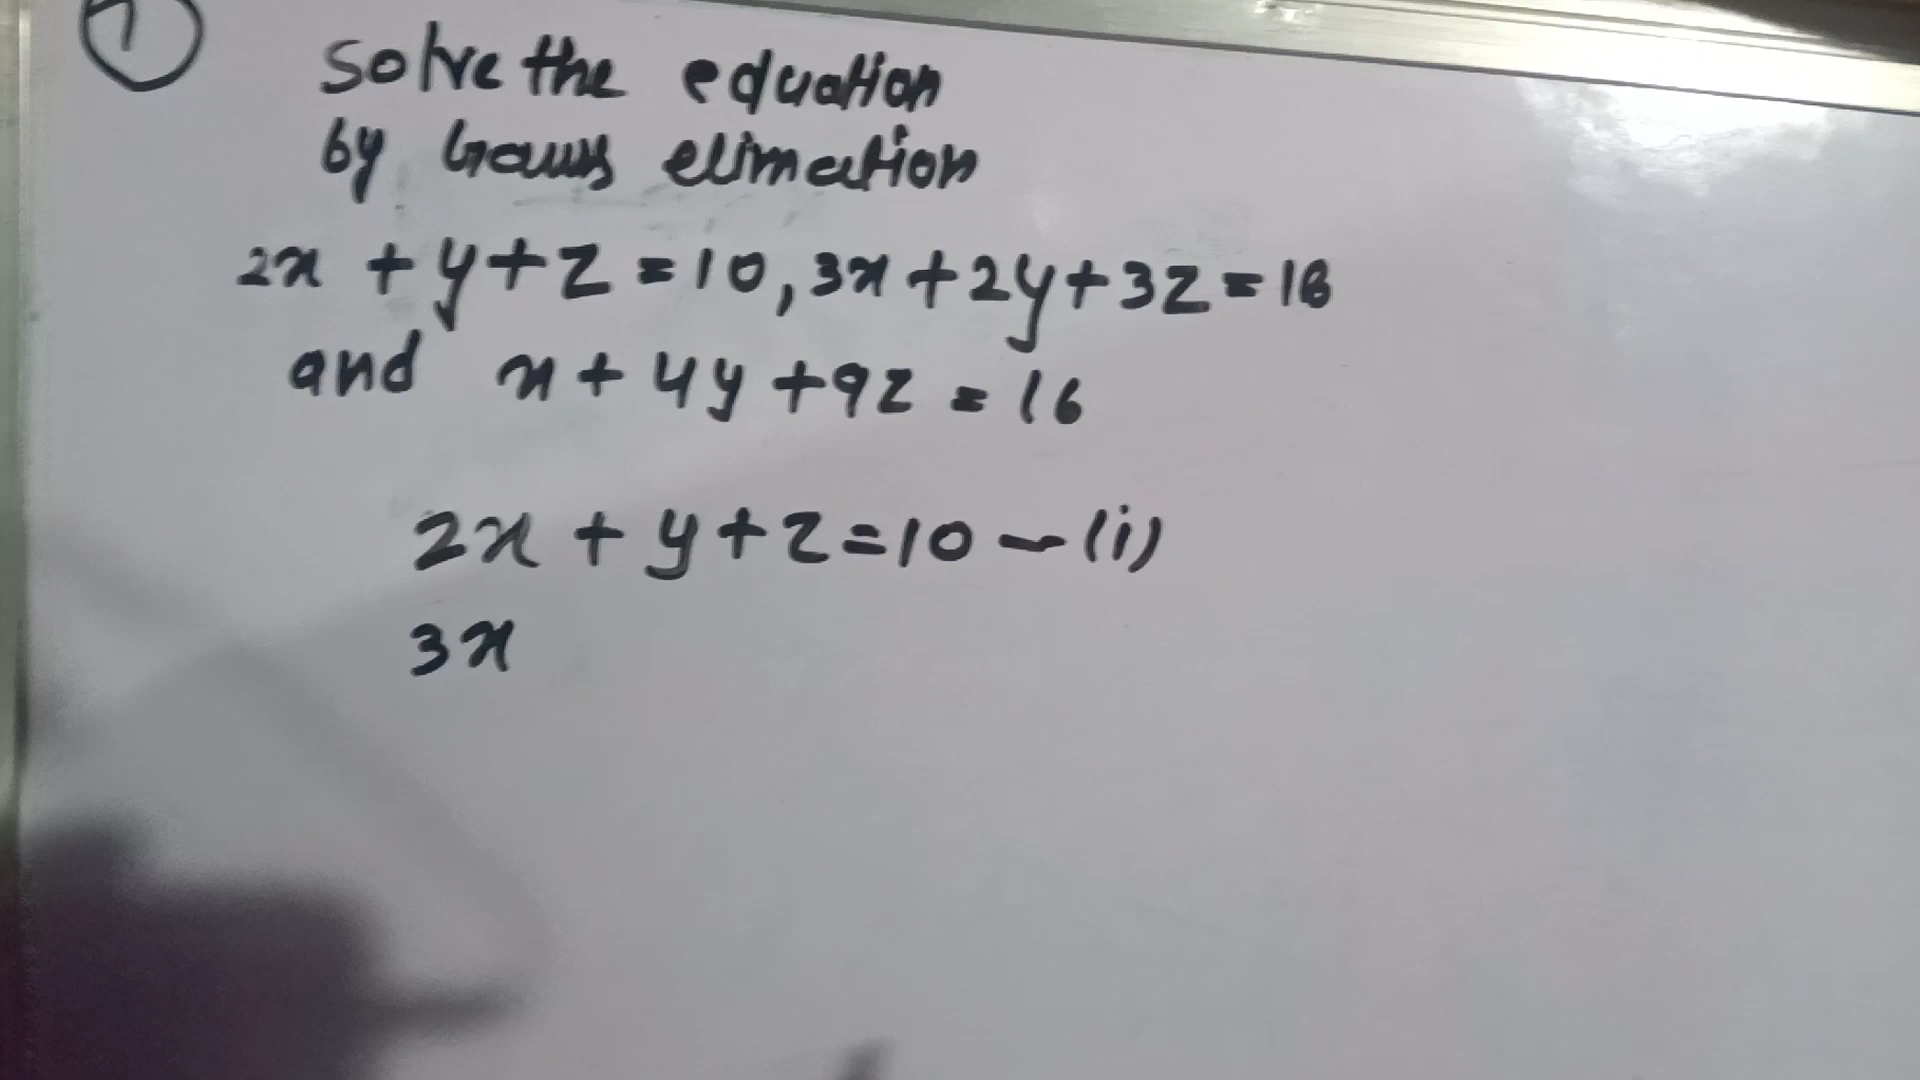 1
Solve the equation
by Gauss elimation
2x + y + z = 10, 3x + 2y + 3z = 18
and x + 4y + 9z = 16
2x + y + z = 10 - (i)
3x